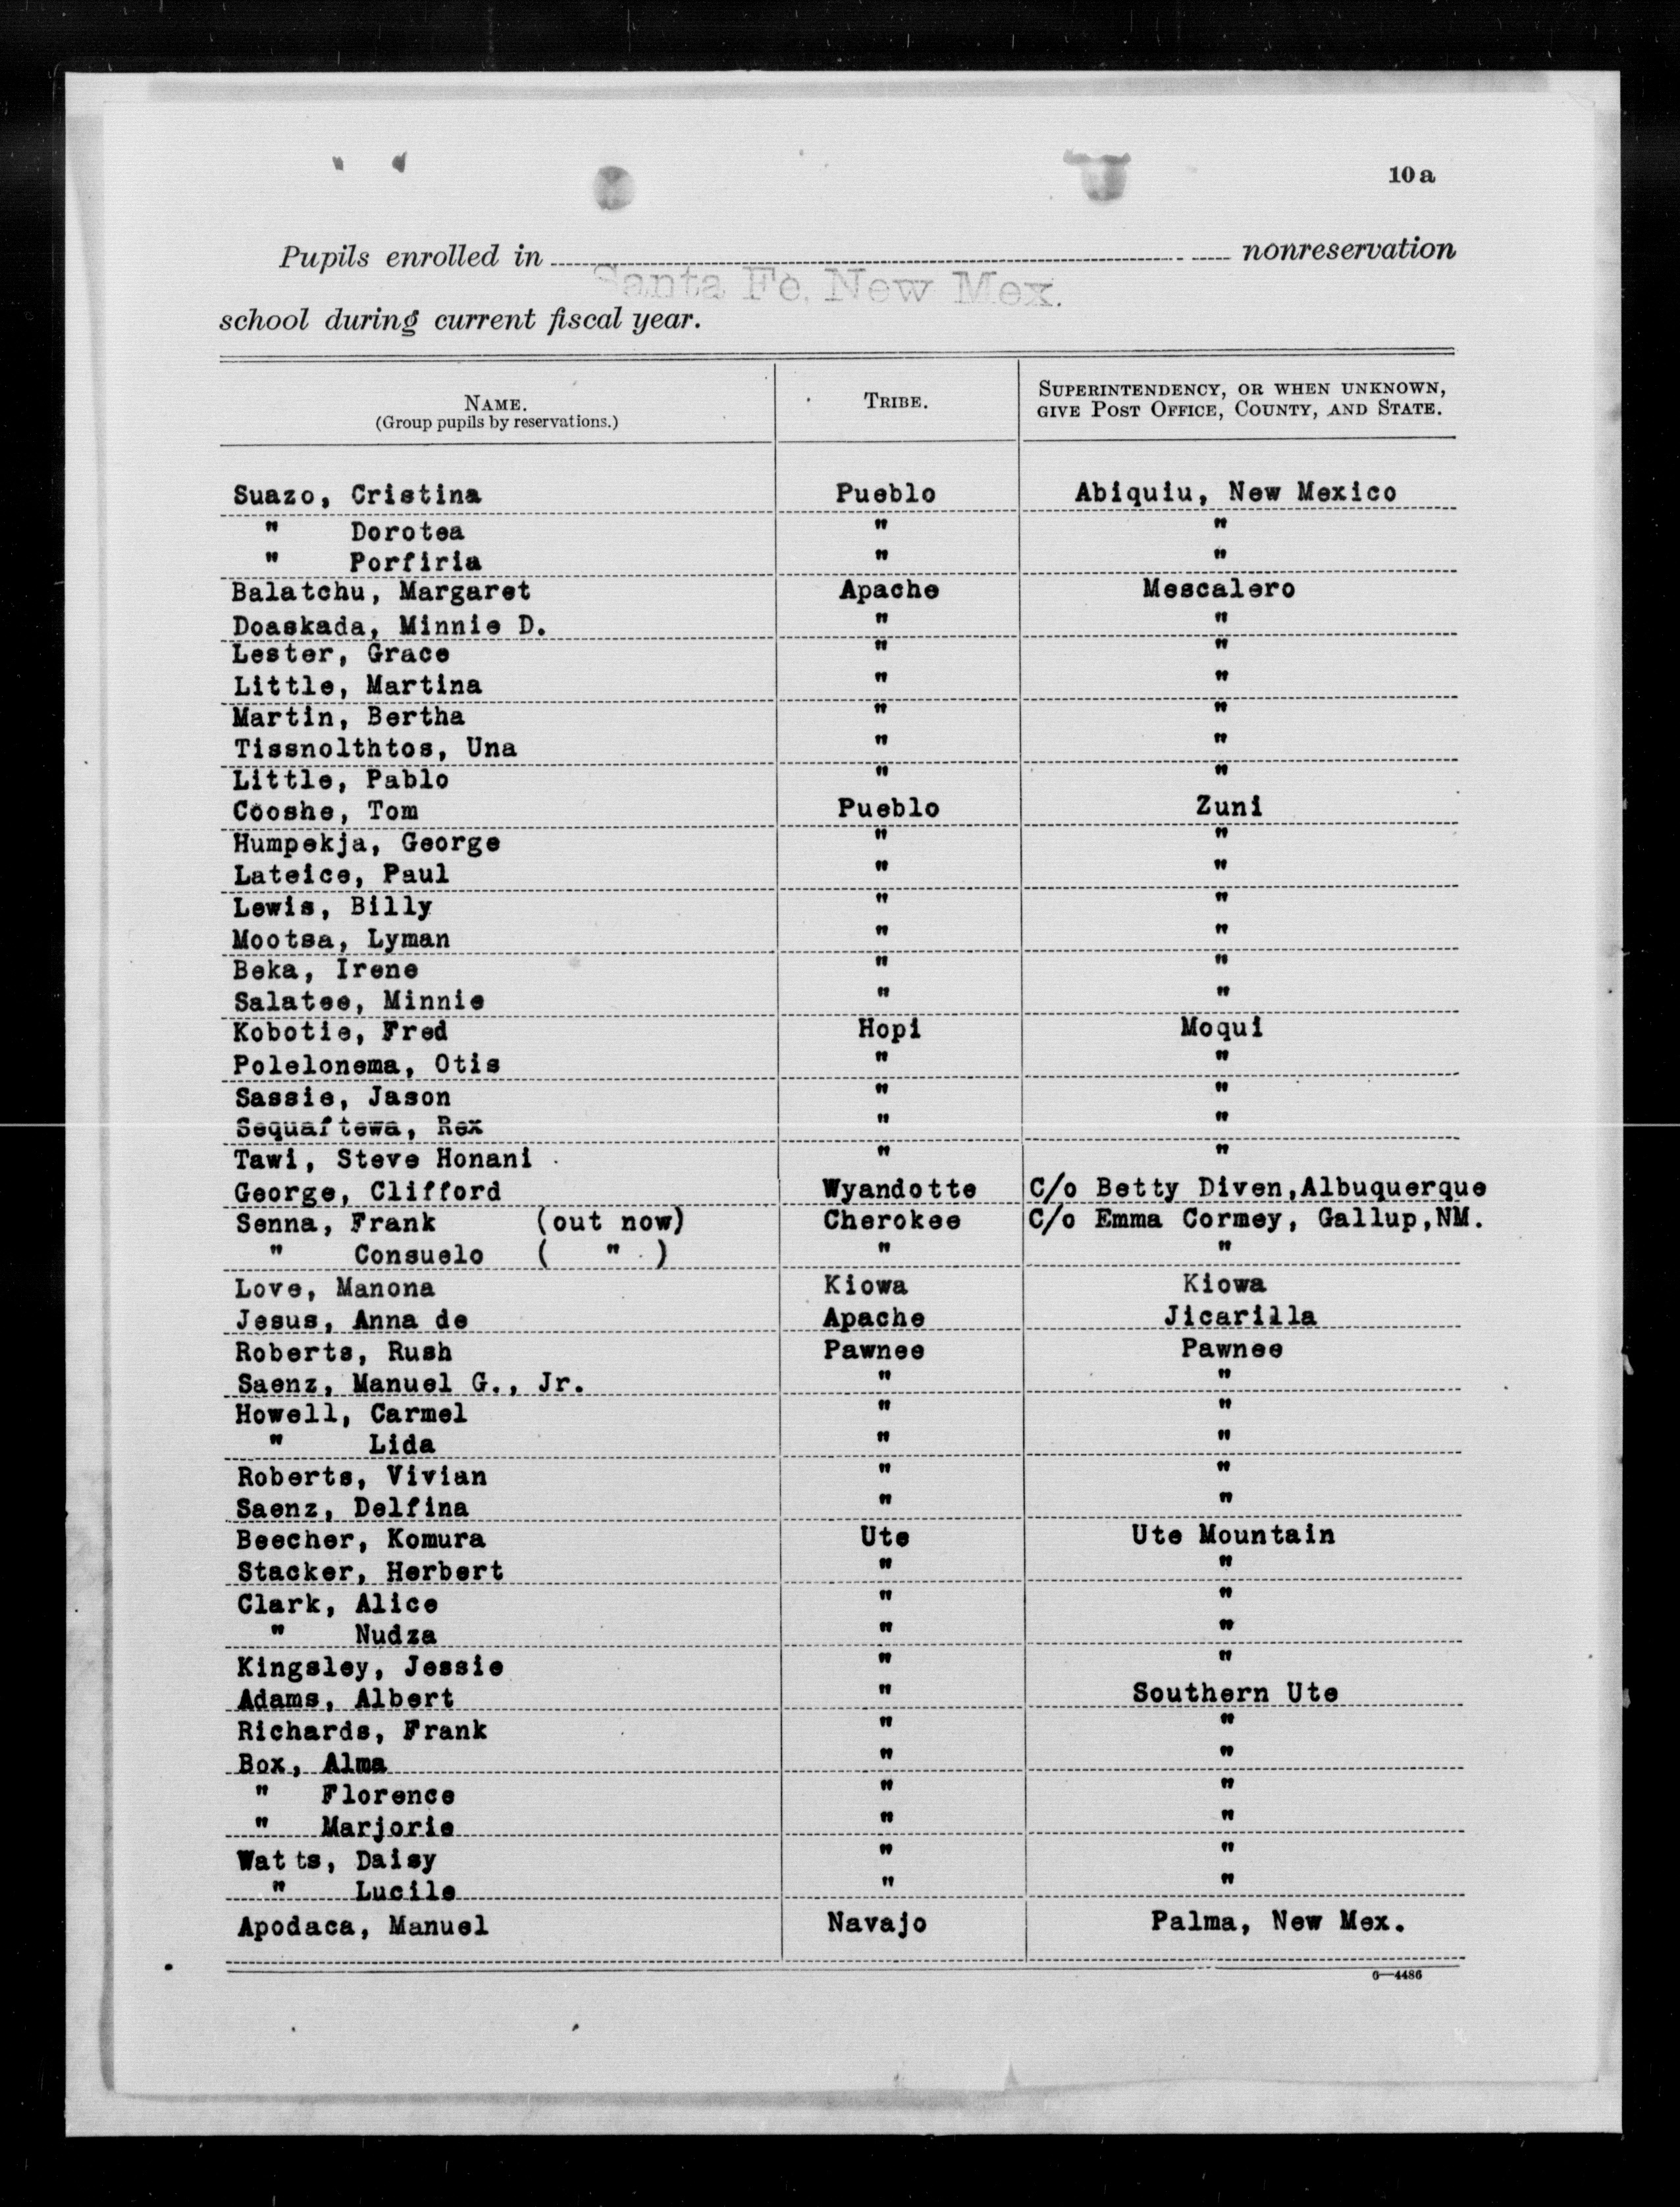 10a
Pupils enrolled in nonreservation
Santa Fe, New Mex.
school during current fiscal year.
NAME. TRIBE. SUPERINTENDENCY, OR WHEN UNKNOWN,
(Group pupils by reservations.) GIVE POST OFFICE, COUNTY, AND STATE.
Suazo, Cristina Pueblo Abiquiu, New Mexico
" Dorotea " "
" Porfiria " "
Balatchu, Margaret Apache Mescalero
Doaskada, Minnie D. " "
Lester, Grace " "
Little, Martina " "
Martin, Bertha " "
Tissnolthtos, Una " "
Little, Pablo " "
Cooshe, Tom Pueblo Zuni
Humpekja, George " "
Lateice, Paul " "
Lewis, Billy " "
Mootsa, Lyman " "
Beka, Irene " "
Salatee, Minnie " "
Kobotie, Fred Hopi Moqui
Polelonema, Otis " "
Sassie, Jason " "
Sequaftewa, Rex " "
Tawi, Steve Honani " "
George, Clifford Wyandotte C/o Betty Diven,Albuquerque
Senna, Frank (out now) Cherokee C/o Emma Cormey, Gallup,NM.
" Consuelo ( " ) " "
Love, Manona Kiowa Kiowa
Jesus, Anna de Apache Jicarilla
Roberts, Rush Pawnee Pawnee
Saenz, Manuel G., Jr. " "
Howell, Carmel " "
" Lida " "
Roberts, Vivian " "
Saenz, Delfina " "
Beecher, Komura Ute Ute Mountain
Stacker, Herbert " "
Clark, Alice " "
" Nudza " "
Kingsley, Jessie " "
Adams, Albert " Southern Ute
Richards, Frank " "
Box, Alma " "
" Florence " "
" Marjorie " "
Watts, Daisy " "
" Lucile " "
Apodaca, Manuel Navajo Palma, New Mex.
6—4486